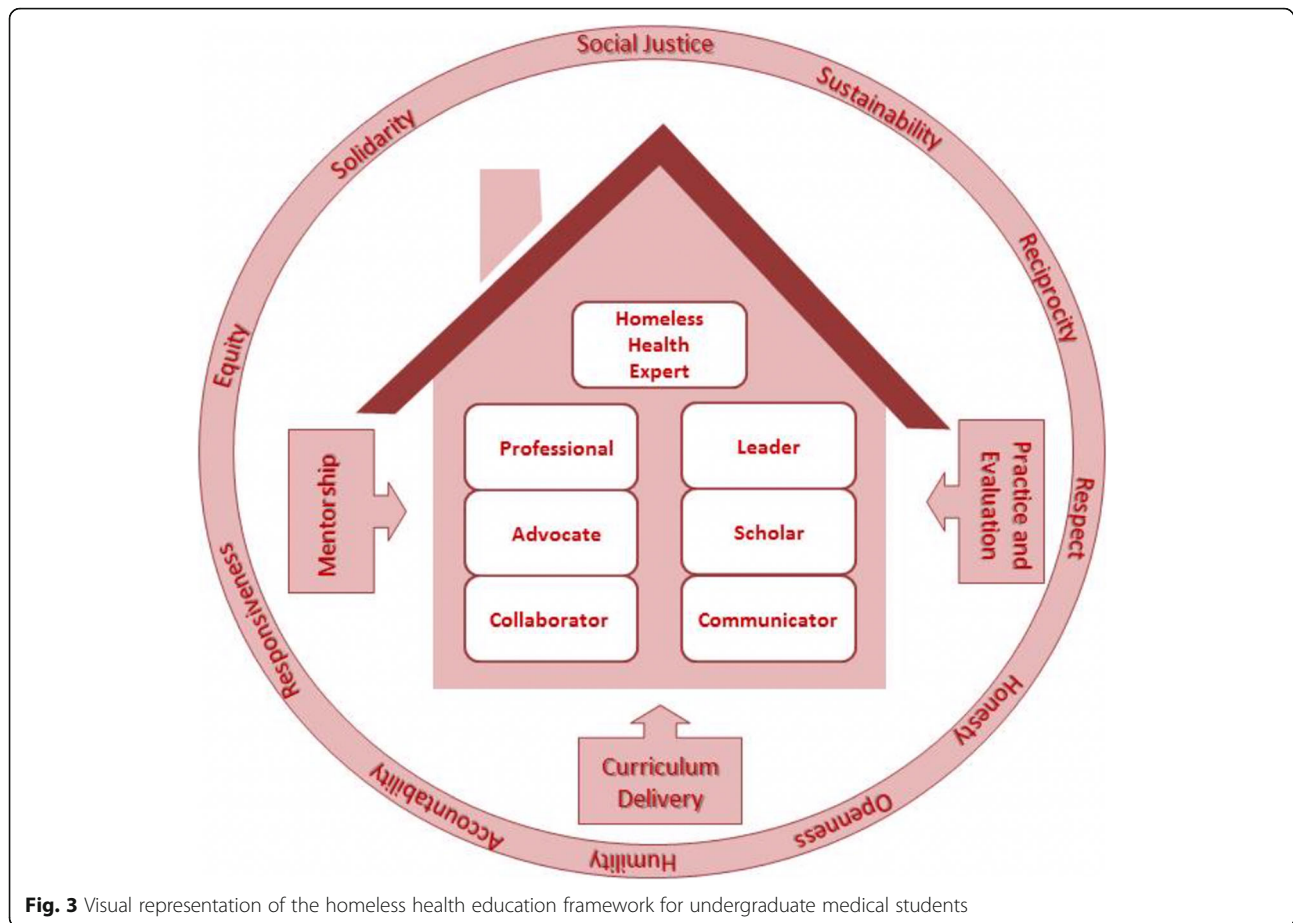 Social Justice
Sustainability
Reciprocity
Respect
Honesty
Openness
Humility
Accountability
Responsiveness
Equity
Solidarity
Homeless
Health
Expert
Professional
Leader
Advocate
Scholar
Collaborator
Communicator
Mentorship
Practice and
Evaluation
Curriculum
Delivery
Fig. 3 Visual representation of the homeless health education framework for undergraduate medical students